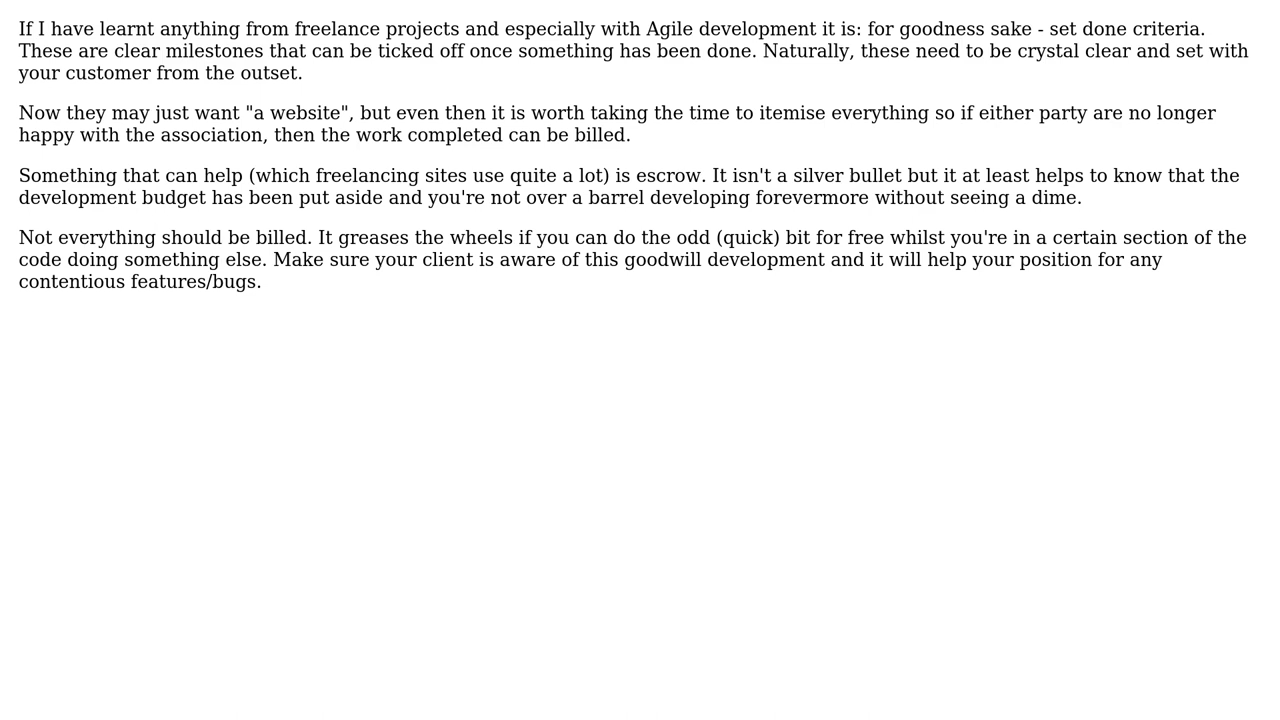 If I have learnt anything from freelance projects and especially with Agile development it is: for goodness sake - set done criteria.
These are clear milestones that can be ticked off once something has been done. Naturally, these need to be crystal clear and set with
your customer from the outset.
Now they may just want "a website", but even then it is worth taking the time to itemise everything so if either party are no longer
happy with the association, then the work completed can be billed.
Something that can help (which freelancing sites use quite a lot) is escrow. It isn't a silver bullet but it at least helps to know that the
development budget has been put aside and you're not over a barrel developing forevermore without seeing a dime.
Not everything should be billed. It greases the wheels if you can do the odd (quick) bit for free whilst you're in a certain section of the
code doing something else. Make sure your client is aware of this goodwill development and it will help your position for any
contentious features/bugs.